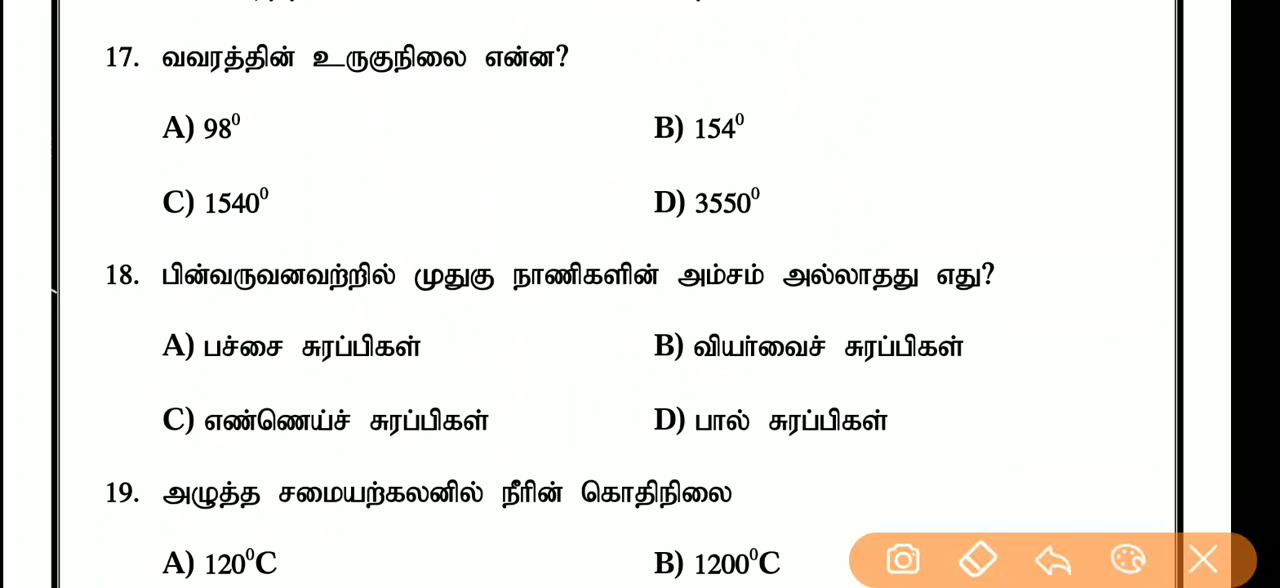 17. வவரத்தின் உருகுநிலை என்ன?
A) 98⁰ B) 154⁰
C) 1540⁰ D) 3550⁰
18. பின்வருவனவற்றில் முதுகு நாணிகளின் அம்சம் அல்லாதது எது?
A) பச்சை சுரப்பிகள் B) வியர்வைச் சுரப்பிகள்
C) எண்ணெய்ச் சுரப்பிகள் D) பால் சுரப்பிகள்
19. அழுத்த சமையற்கலனில் நீரின் கொதிநிலை
A) 120⁰C B) 1200⁰C